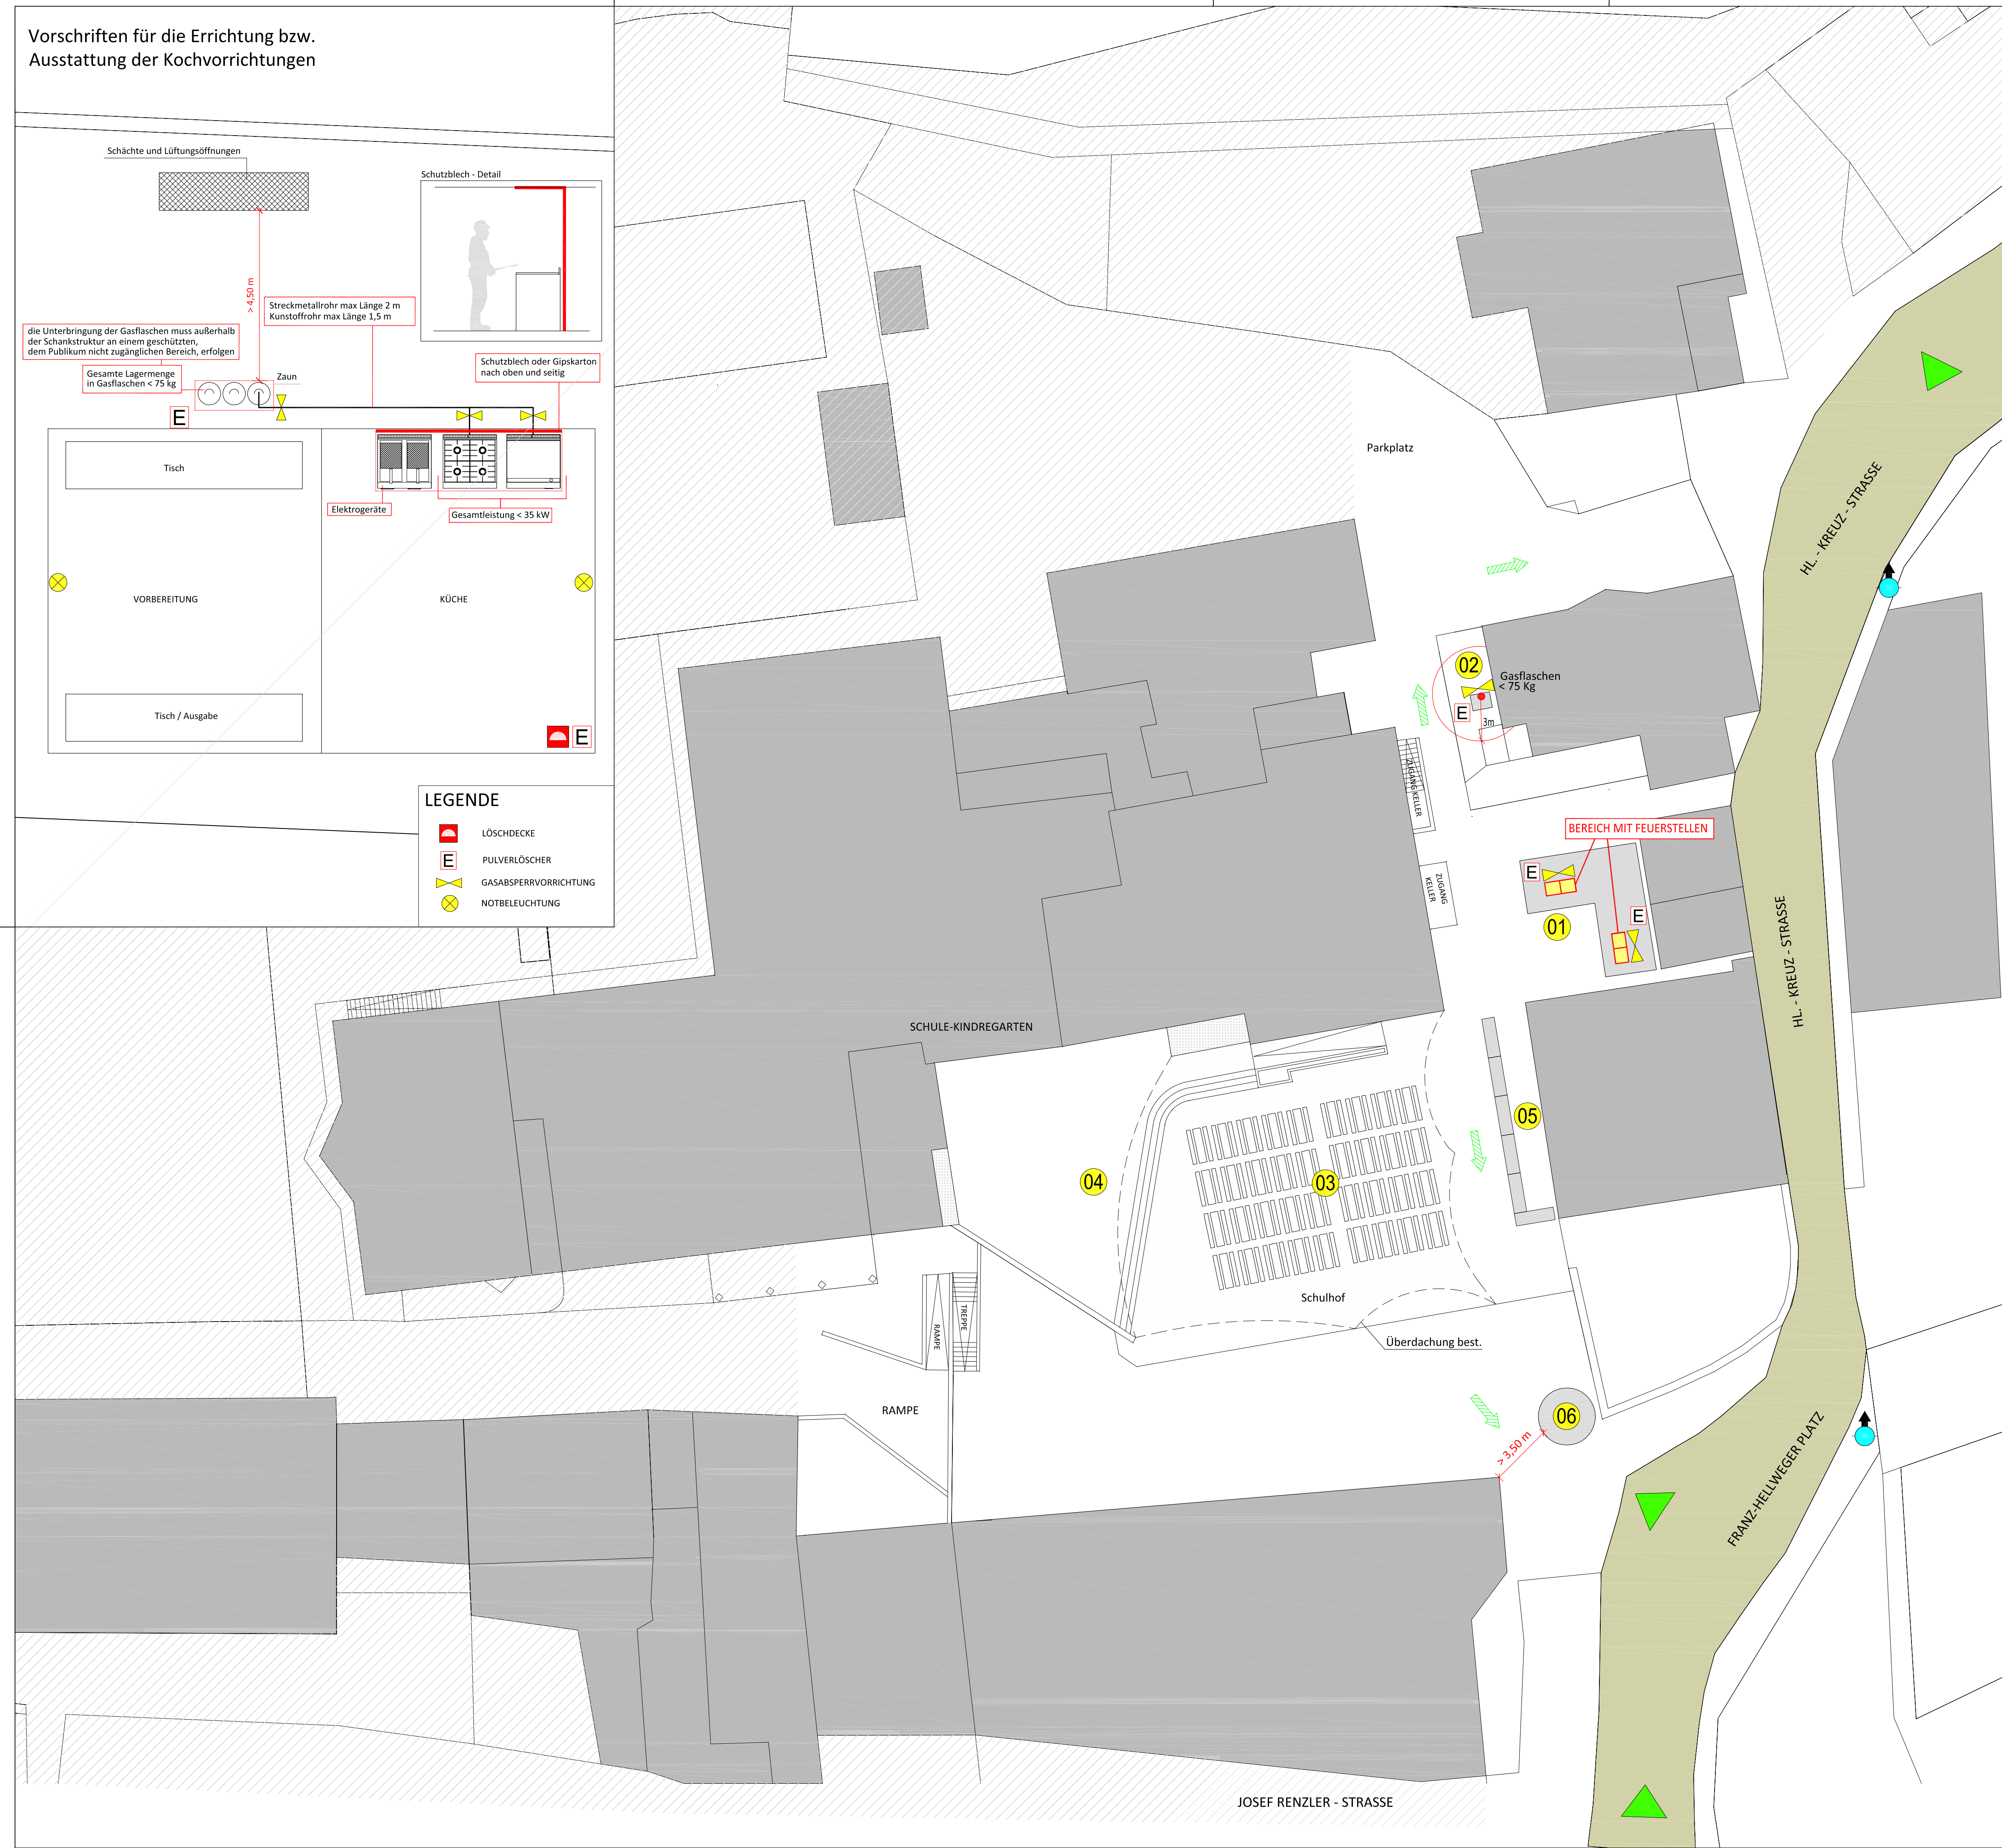 Vorschriften für die Errichtung bzw.
Ausstattung der Kochvorrichtungen
Schächte und Lüftungsöffnungen
Schutzblech - Detail
> 4,50 m
Streckmetallrohr max Länge 2 m
Kunstoffrohr max Länge 1,5 m
die Unterbringung der Gasflaschen muss außerhalb
der Schankstruktur an einem geschützten,
dem Publikum nicht zugänglichen Bereich, erfolgen
Gesamte Lagermenge
in Gasflaschen < 75 kg
Zaun
Schutzblech oder Gipskarton
nach oben und seitig
E
Tisch
Elektrogeräte
Gesamtleistung < 35 kW
VORBEREITUNG
KÜCHE
Tisch / Ausgabe
E
LEGENDE
LÖSCHDECKE
E
PULVERLÖSCHER
GASABSPERRVORRICHTUNG
NOTBELEUCHTUNG
Parkplatz
HL. - KREUZ - STRASSE
02
Gasflaschen
< 75 Kg
E
3m
ZUGANG KELLER
BEREICH MIT FEUERSTELLEN
E
ZUGANG
KELLER
E
01
HL. - KREUZ - STRASSE
SCHULE-KINDREGARTEN
05
04
03
Schulhof
Überdachung best.
TREPPE
RAMPE
RAMPE
06
> 3,50 m
FRANZ-HELLWEGER PLATZ
JOSEF RENZLER - STRASSE